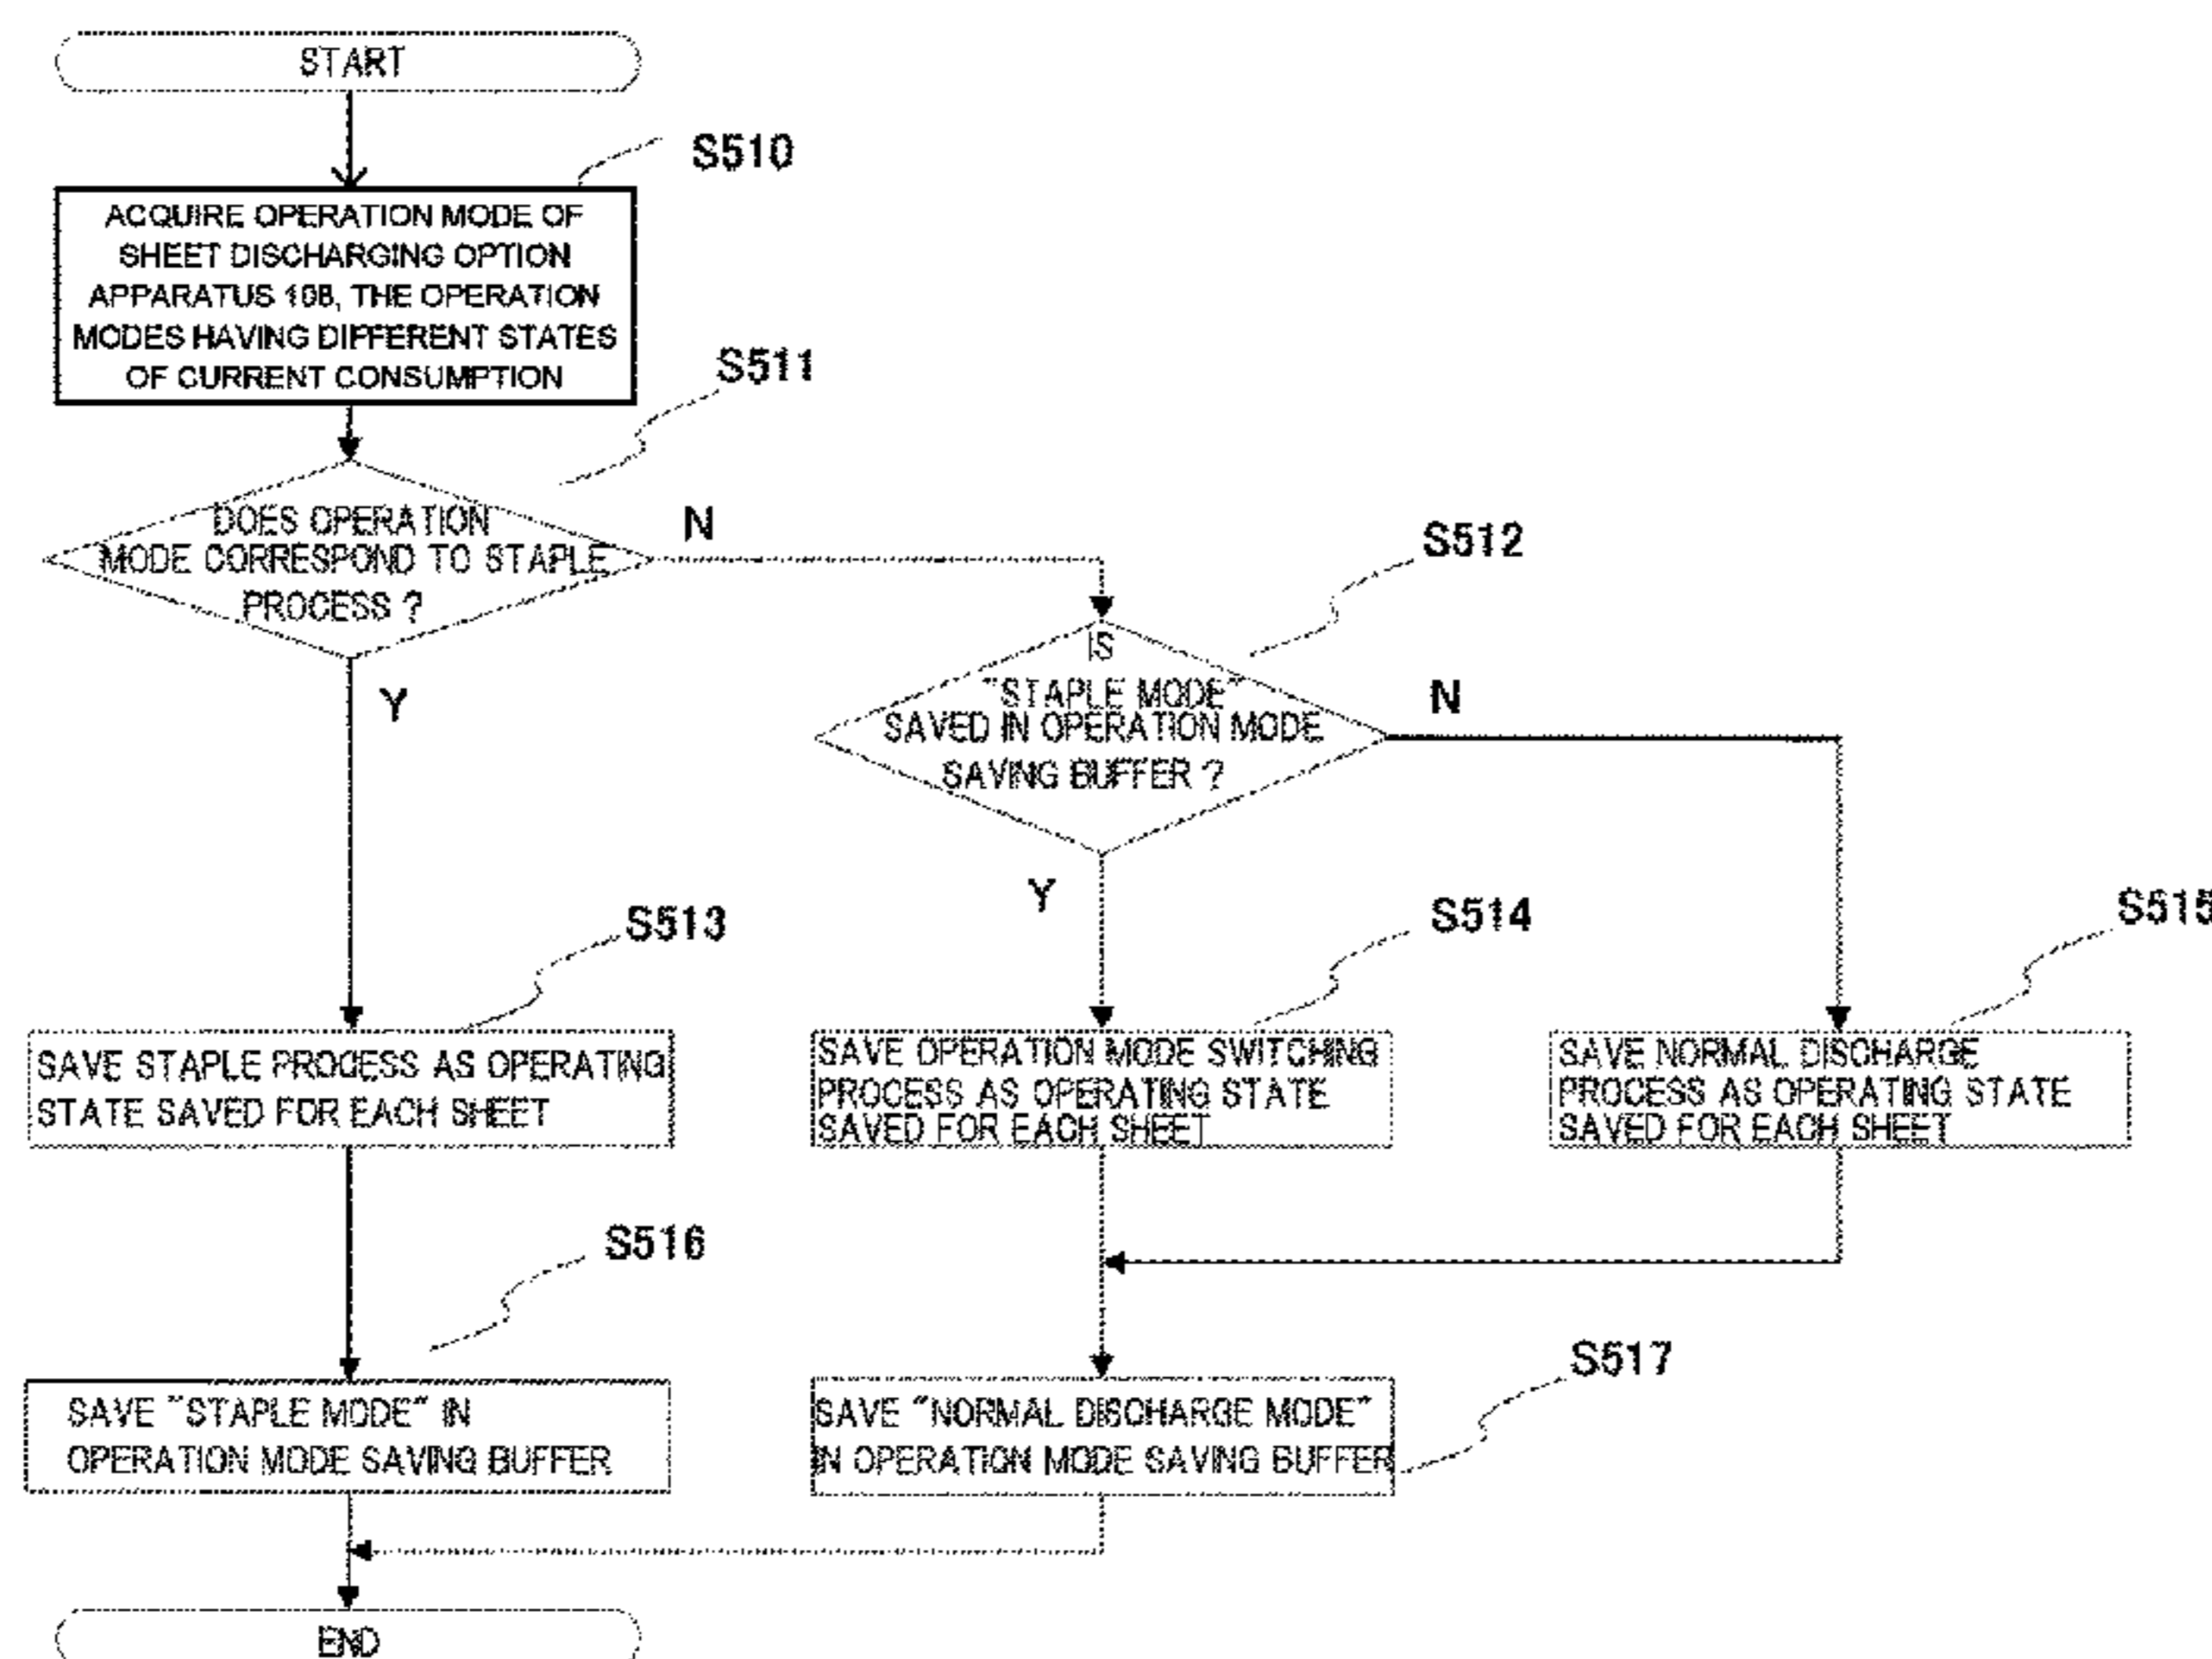 START
S510
ACQUIRE OPERATION MODE OF
SHEET DISCHARGING OPTION
APPARATUS 108, THE OPERATION
MODES HAVING DIFFERENT STATES
OF CURRENT CONSUMPTION
S511
DOES OPERATION
MODE CORRESPOND TO STAPLE
PROCESS ?
N
Y
S512
IS
"STAPLE MODE"
SAVED IN OPERATION MODE
SAVING BUFFER ?
N
Y
S513
SAVE STAPLE PROCESS AS OPERATING
STATE SAVED FOR EACH SHEET
S514
SAVE OPERATION MODE SWITCHING
PROCESS AS OPERATING STATE
SAVED FOR EACH SHEET
S515
SAVE NORMAL DISCHARGE
PROCESS AS OPERATING STATE
SAVED FOR EACH SHEET
S516
SAVE "STAPLE MODE" IN
OPERATION MODE SAVING BUFFER
S517
SAVE "NORMAL DISCHARGE MODE"
IN OPERATION MODE SAVING BUFFER
END